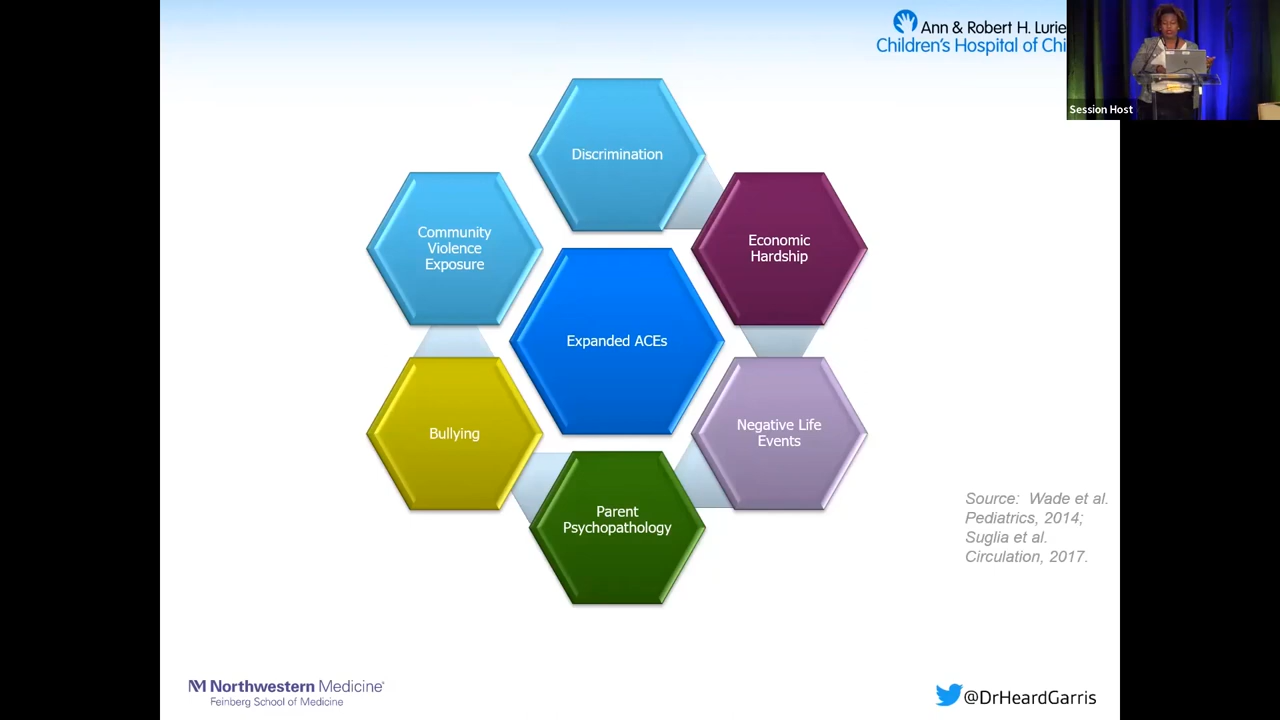 Ann & Robert H. Lurie
Children's Hospital of Chi
Session Host
Discrimination
Community
Violence
Exposure
Economic
Hardship
Expanded ACEs
Bullying
Negative Life
Events
Parent
Psychopathology
Source: Wade et al.
Pediatrics, 2014;
Suglia et al.
Circulation, 2017.
Northwestern Medicine
Feinberg School of Medicine
@DrHeardGarris